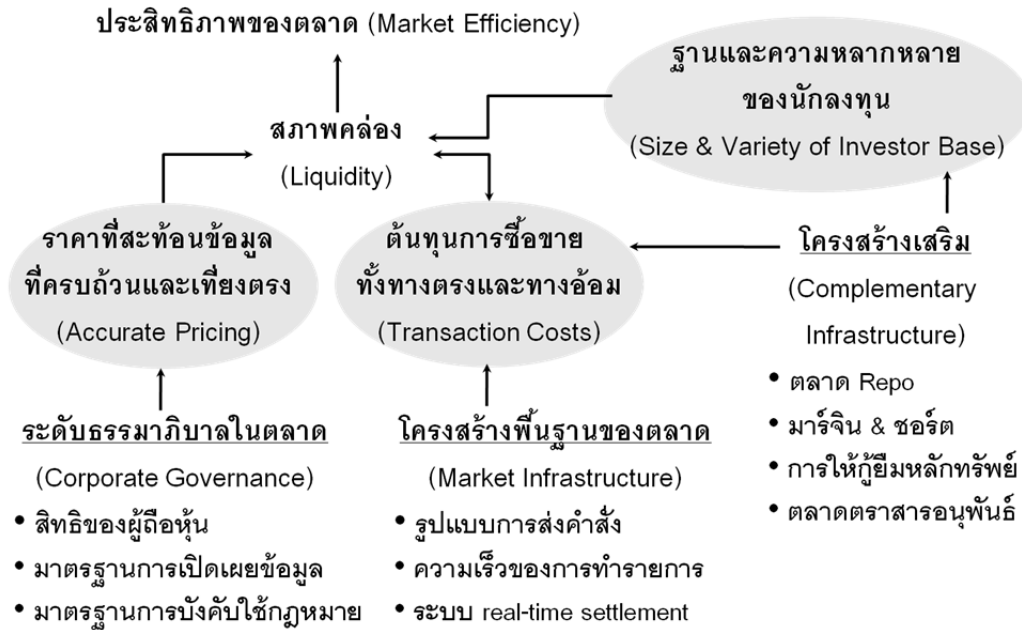 ประสิทธิภาพของตลาด (Market Efficiency)
ฐานและความหลากหลาย
ของนักลงทุน
(Size & Variety of Investor Base)
สภาพคล่อง
(Liquidity)
ราคาที่สะท้อนข้อมูล
ที่ครบถ้วนและเที่ยงตรง
(Accurate Pricing)
ต้นทุนการซื้อขาย
ทั้งทางตรงและทางอ้อม
(Transaction Costs)
โครงสร้างเสริม
(Complementary
Infrastructure)
• ตลาด Repo
• มาร์จิน & ชอร์ต
• การให้กู้ยืมหลักทรัพย์
• ตลาดตราสารอนุพันธ์
ระดับธรรมาภิบาลในตลาด
(Corporate Governance)
• สิทธิของผู้ถือหุ้น
• มาตรฐานการเปิดเผยข้อมูล
• มาตรฐานการบังคับใช้กฎหมาย
โครงสร้างพื้นฐานของตลาด
(Market Infrastructure)
• รูปแบบการส่งคำสั่ง
• ความเร็วของการทำรายการ
• ระบบ real-time settlement